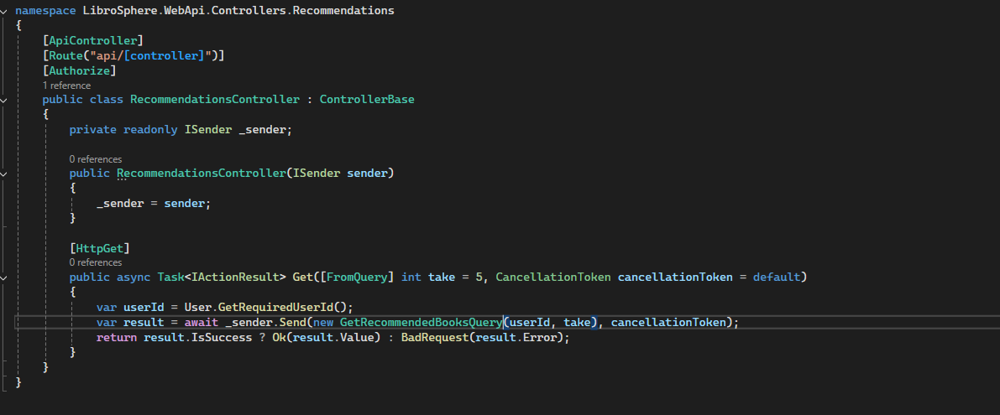 namespace LibroSphere.WebApi.Controllers.Recommendations
{
[ApiController]
[Route("api/[controller]")]
[Authorize]
1 reference
public class RecommendationsController : ControllerBase
{
private readonly ISender _sender;
0 references
public RecommendationsController(ISender sender)
{
_sender = sender;
}
[HttpGet]
0 references
public async Task<IActionResult> Get([FromQuery] int take = 5, CancellationToken cancellationToken = default)
{
var userId = User.GetRequiredUserId();
var result = await _sender.Send(new GetRecommendedBooksQuery(userId, take), cancellationToken);
return result.IsSuccess ? Ok(result.Value) : BadRequest(result.Error);
}
}
}